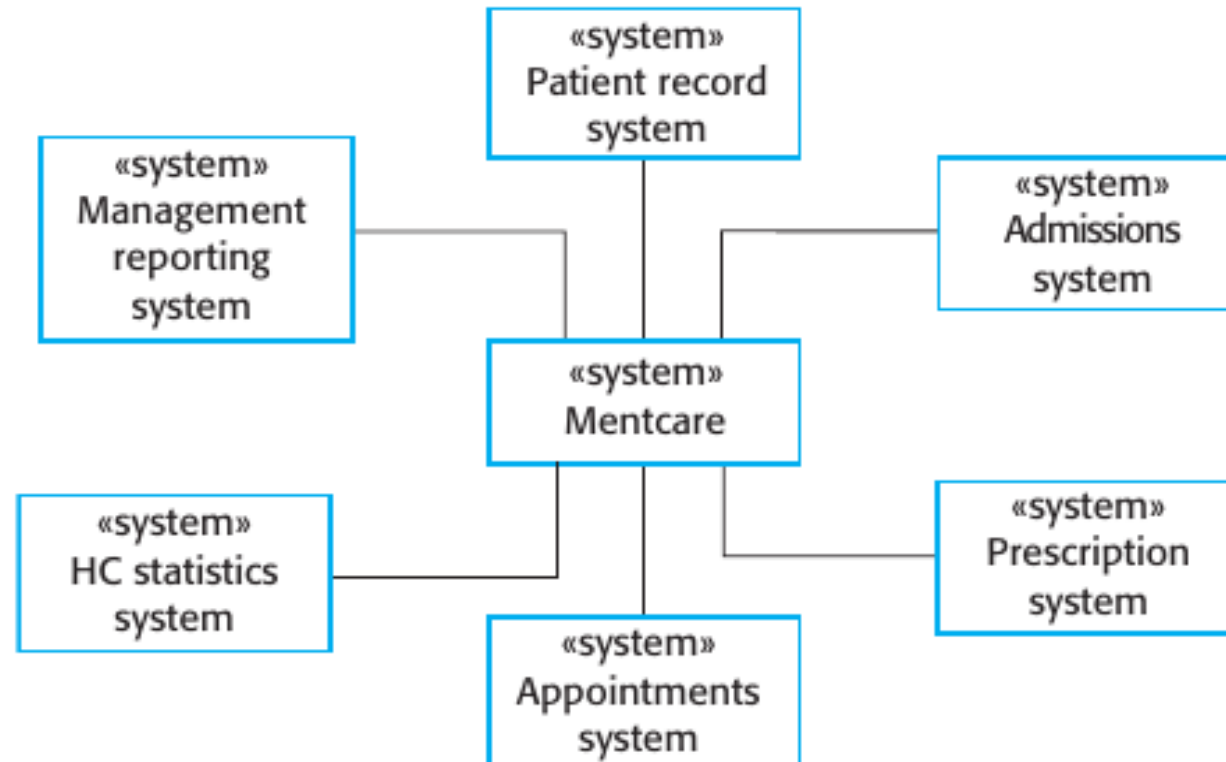 «system»
Patient record
system
«system»
Management
reporting
system
«system»
Admissions
system
«system»
Mentcare
«system»
HC statistics
system
«system»
Prescription
system
«system»
Appointments
system